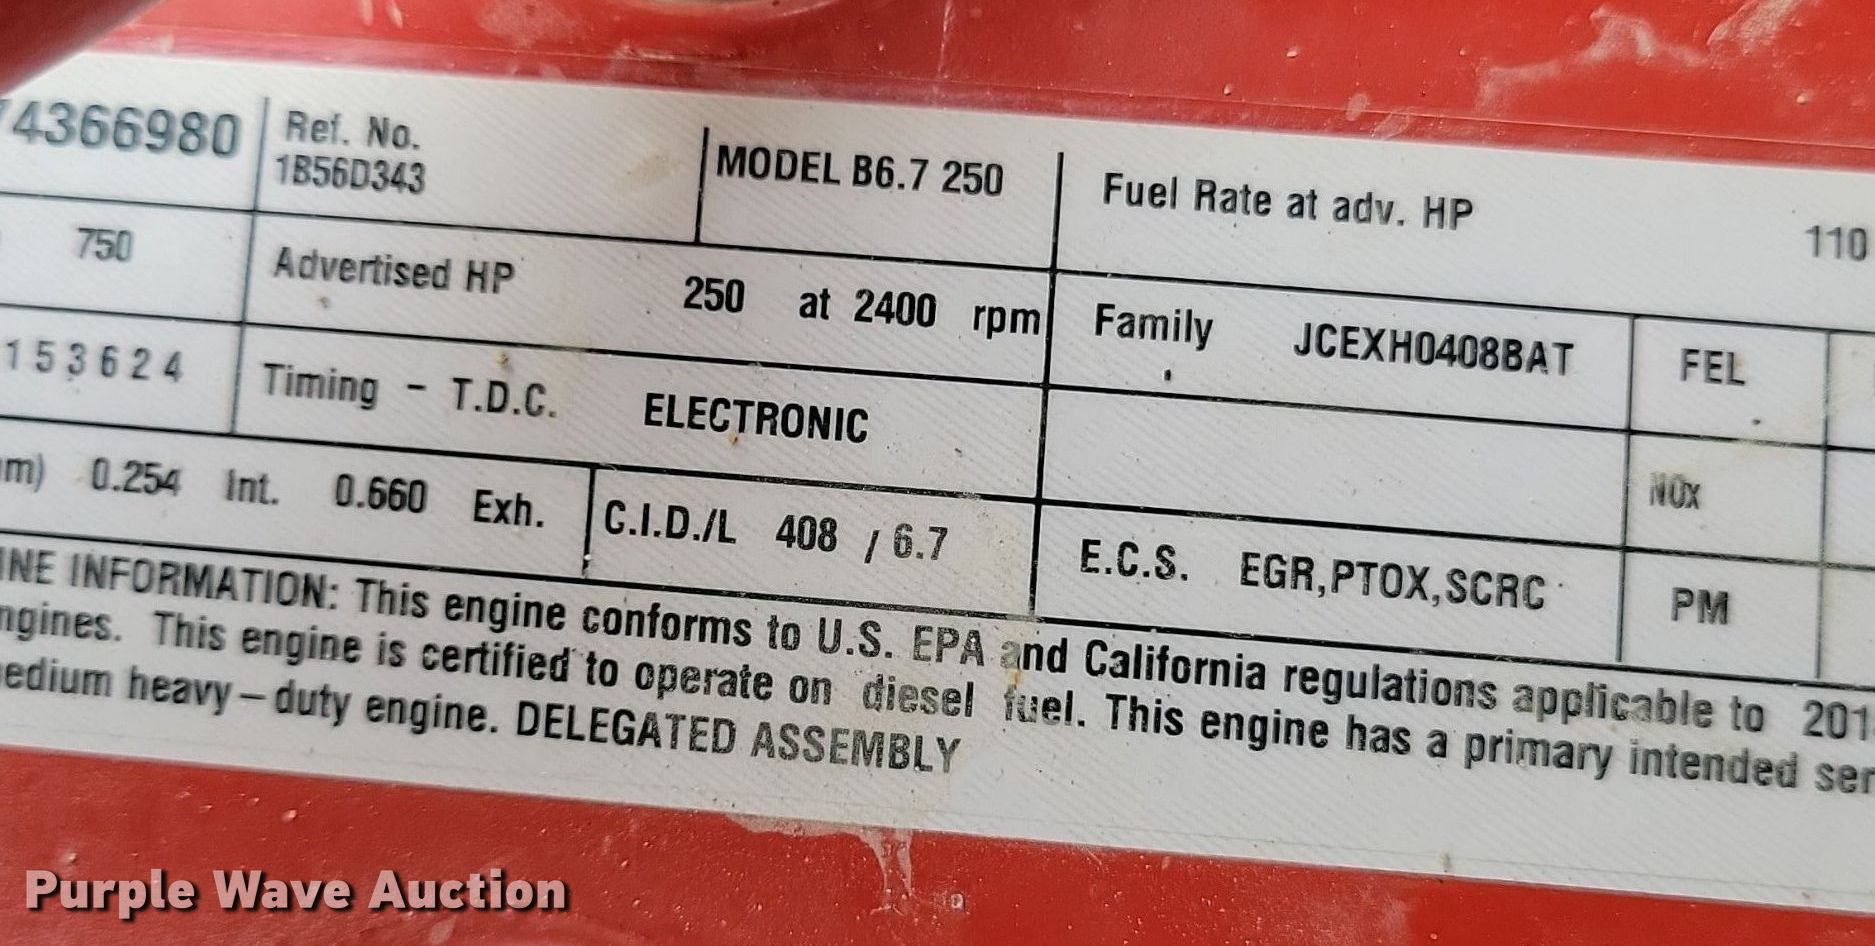 74366980 Ref. No. MODEL B6.7 250 Fuel Rate at adv. HP 110
1B56D343
750 Advertised HP 250 at 2400 rpm Family JCEXH0408BAT FEL
153624 Timing - T.D.C. ELECTRONIC NOx
m) 0.254 Int. 0.660 Exh. C.I.D./L 408 / 6.7 E.C.S. EGR,PTOX,SCRC PM
INE INFORMATION: This engine conforms to U.S. EPA and California regulations applicable to 201
ngines. This engine is certified to operate on diesel fuel. This engine has a primary intended ser
edium heavy-duty engine. DELEGATED ASSEMBLY
Purple Wave Auction